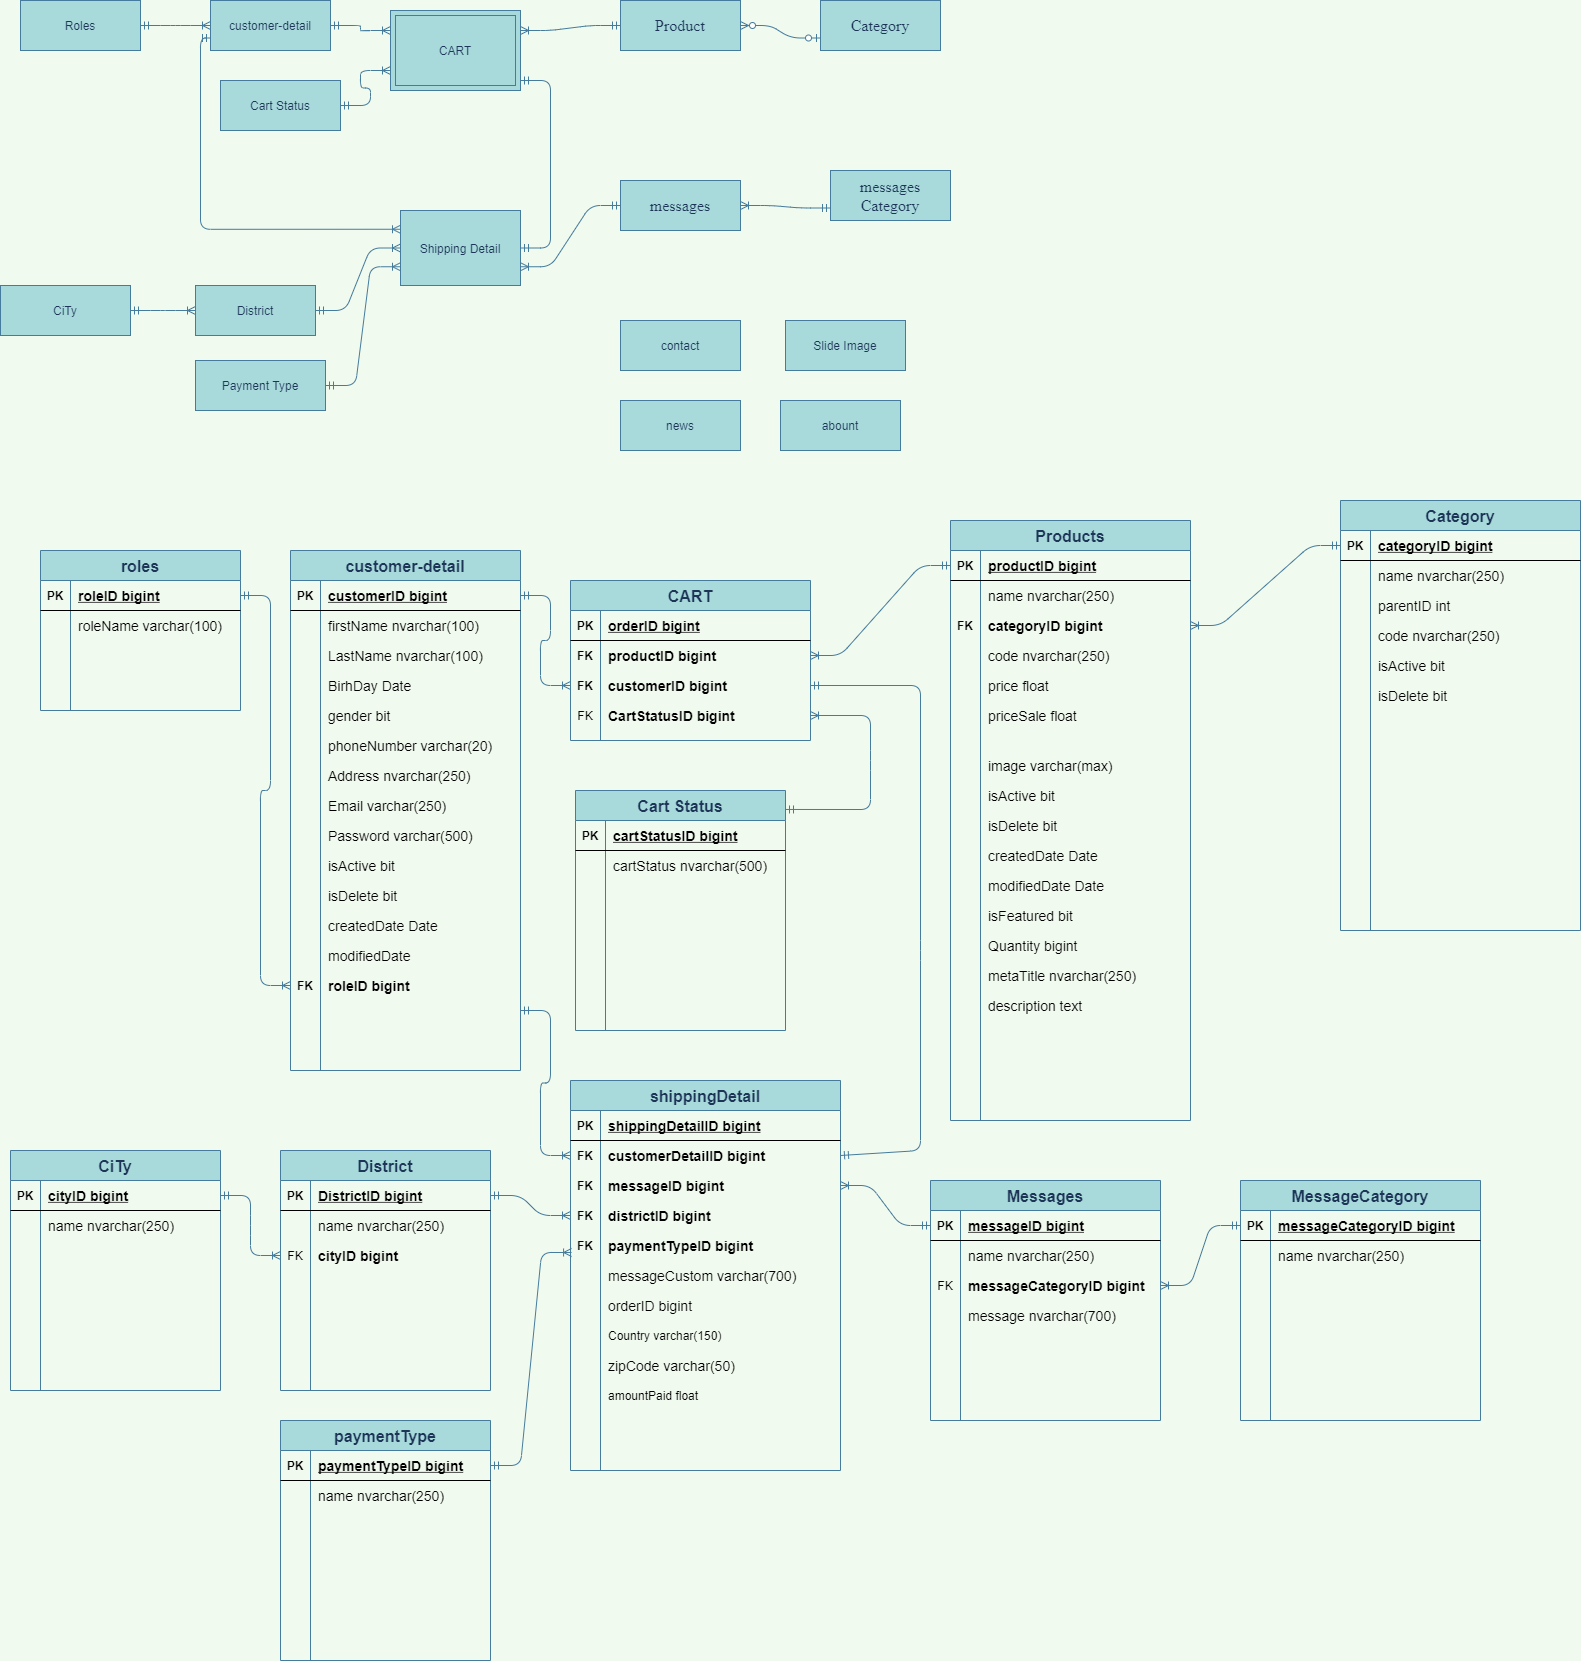 Roles
customer-detail
CART
Product
Category
Cart Status
messages
messages
Category
Shipping Detail
CiTy
District
contact
Slide Image
Payment Type
news
abount
roles
PK roleID bigint
roleName varchar(100)
customer-detail
PK customerID bigint
firstName nvarchar(100)
LastName nvarchar(100)
BirhDay Date
gender bit
phoneNumber varchar(20)
Address nvarchar(250)
Email varchar(250)
Password varchar(500)
isActive bit
isDelete bit
createdDate Date
modifiedDate
FK roleID bigint
CART
PK orderID bigint
FK productID bigint
FK customerID bigint
FK CartStatusID bigint
Cart Status
PK cartStatusID bigint
cartStatus nvarchar(500)
Products
PK productID bigint
name nvarchar(250)
FK categoryID bigint
code nvarchar(250)
price float
priceSale float
image varchar(max)
isActive bit
isDelete bit
createdDate Date
modifiedDate Date
isFeatured bit
Quantity bigint
metaTitle nvarchar(250)
description text
Category
PK categoryID bigint
name nvarchar(250)
parentID int
code nvarchar(250)
isActive bit
isDelete bit
CiTy
PK cityID bigint
name nvarchar(250)
District
PK DistrictID bigint
name nvarchar(250)
FK cityID bigint
shippingDetail
PK shippingDetailID bigint
FK customerDetailID bigint
FK messageID bigint
FK districtID bigint
FK paymentTypeID bigint
messageCustom varchar(700)
orderID bigint
Country varchar(150)
zipCode varchar(50)
amountPaid float
Messages
PK messageID bigint
name nvarchar(250)
FK messageCategoryID bigint
message nvarchar(700)
MessageCategory
PK messageCategoryID bigint
name nvarchar(250)
paymentType
PK paymentTypeID bigint
name nvarchar(250)